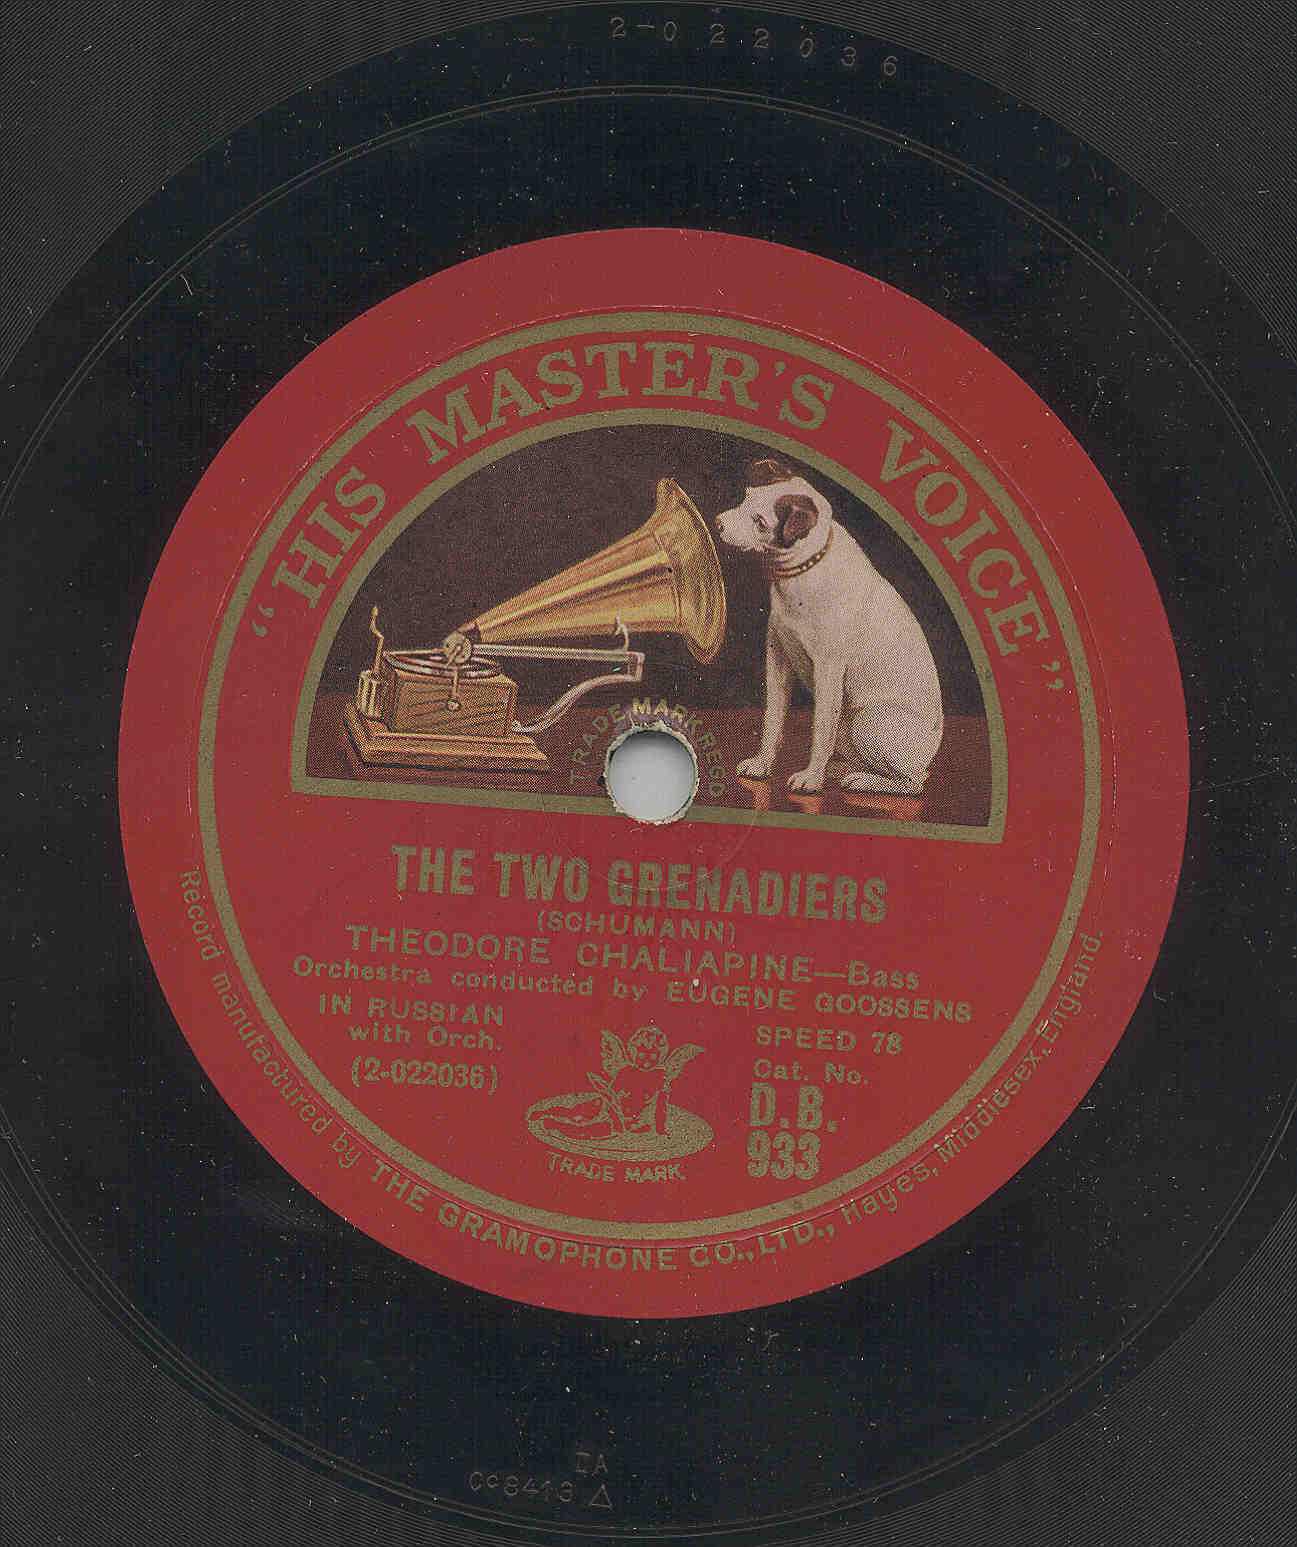 2-022036
"HIS MASTER'S VOICE"
TRADE MARK REGD
THE TWO GRENADIERS
(SCHUMANN)
THEODORE CHALIAPINE—Bass
Orchestra conducted by EUGENE GOOSSENS
IN RUSSIAN
with Orch.
(2-022036)
SPEED 78
Cat. No.
D.B.
933
TRADE MARK
Record manufactured by THE GRAMOPHONE CO., LTD., Hayes, Middlesex, England.
Cc8413 △